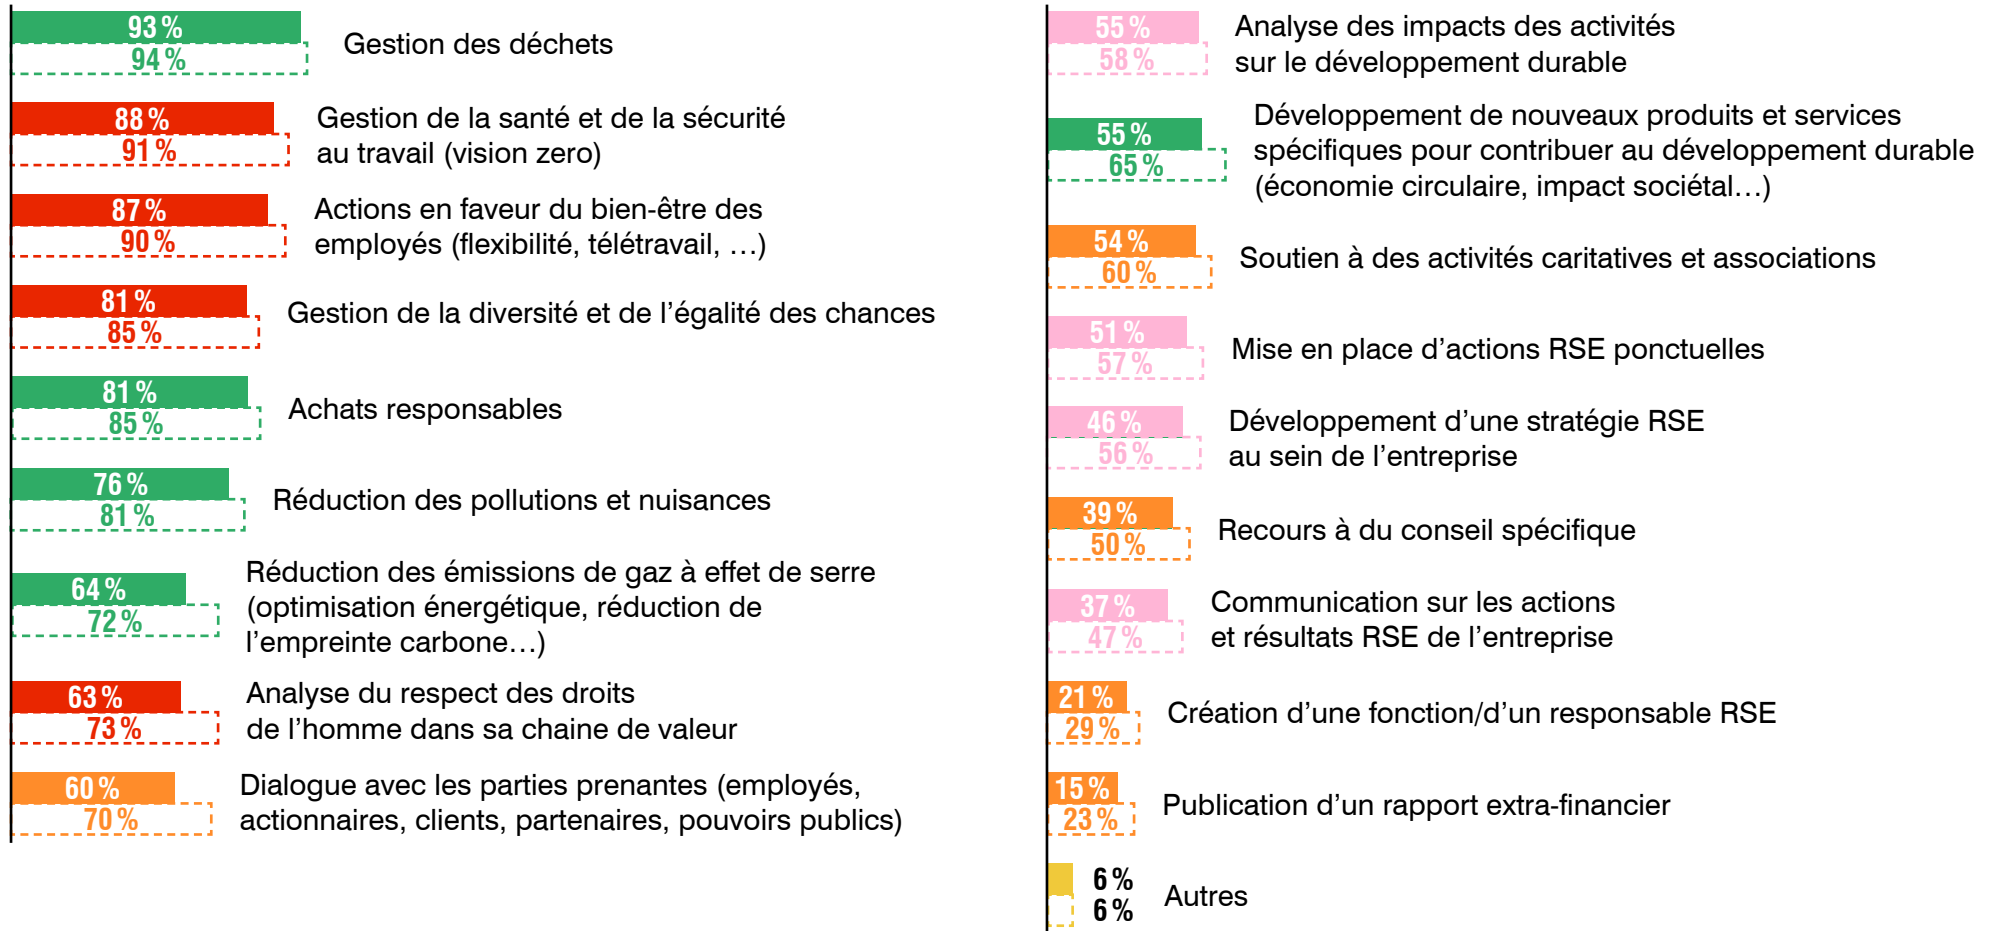 93 %
94 %
Gestion des déchets
88 %
91 %
Gestion de la santé et de la sécurité
au travail (vision zero)
87 %
90 %
Actions en faveur du bien-être des
employés (flexibilité, télétravail, …)
81 %
85 %
Gestion de la diversité et de l’égalité des chances
81 %
85 %
Achats responsables
76 %
81 %
Réduction des pollutions et nuisances
64 %
72 %
Réduction des émissions de gaz à effet de serre
(optimisation énergétique, réduction de
l’empreinte carbone…)
63 %
73 %
Analyse du respect des droits
de l’homme dans sa chaine de valeur
60 %
70 %
Dialogue avec les parties prenantes (employés,
actionnaires, clients, partenaires, pouvoirs publics)
55 %
58 %
Analyse des impacts des activités
sur le développement durable
55 %
65 %
Développement de nouveaux produits et services
spécifiques pour contribuer au développement durable
(économie circulaire, impact sociétal…)
54 %
60 %
Soutien à des activités caritatives et associations
51 %
57 %
Mise en place d’actions RSE ponctuelles
46 %
56 %
Développement d’une stratégie RSE
au sein de l’entreprise
39 %
50 %
Recours à du conseil spécifique
37 %
47 %
Communication sur les actions
et résultats RSE de l’entreprise
21 %
29 %
Création d’une fonction/d’un responsable RSE
15 %
23 %
Publication d’un rapport extra-financier
6 %
6 %
Autres